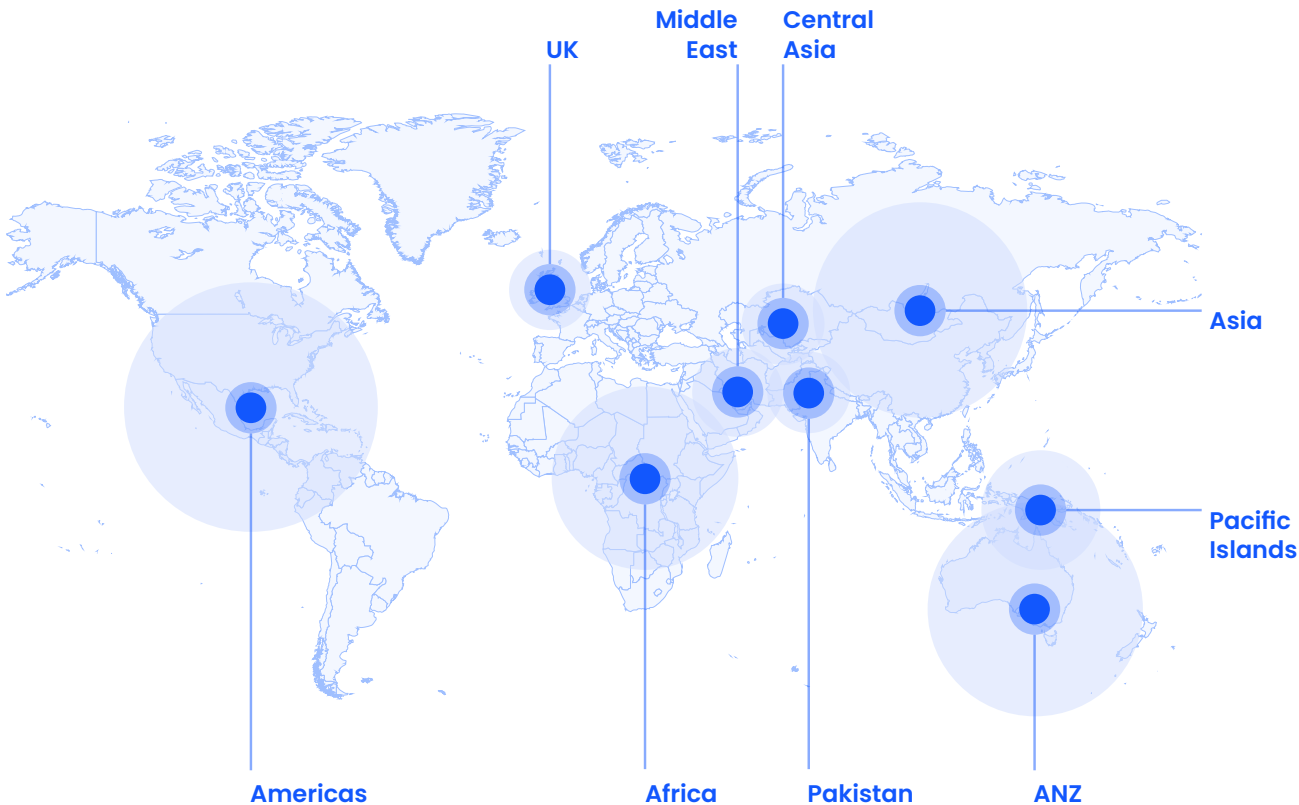 UK
Middle
East
Central
Asia
Asia
Pacific
Islands
Americas
Africa
Pakistan
ANZ